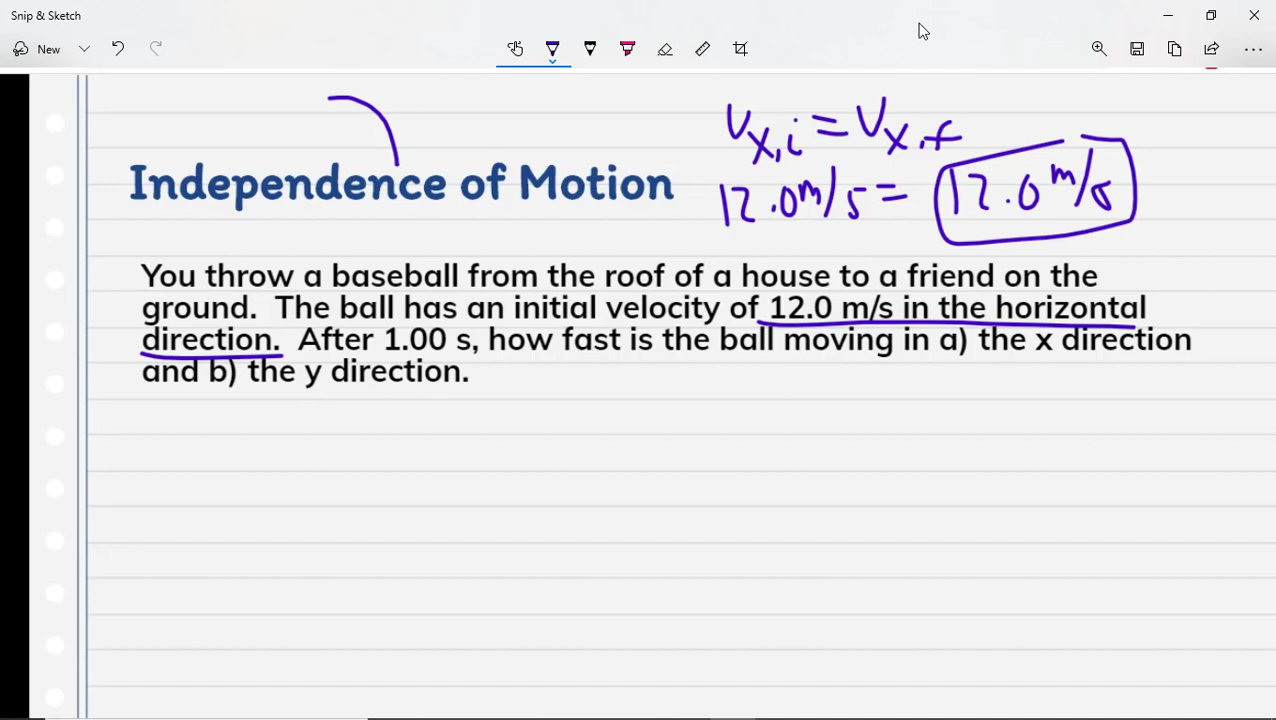 Snip & Sketch
New
V x,i = V x,f
Independence of Motion
12.0 m/s = 12.0 m/s
You throw a baseball from the roof of a house to a friend on the
ground. The ball has an initial velocity of 12.0 m/s in the horizontal
direction. After 1.00 s, how fast is the ball moving in a) the x direction
and b) the y direction.